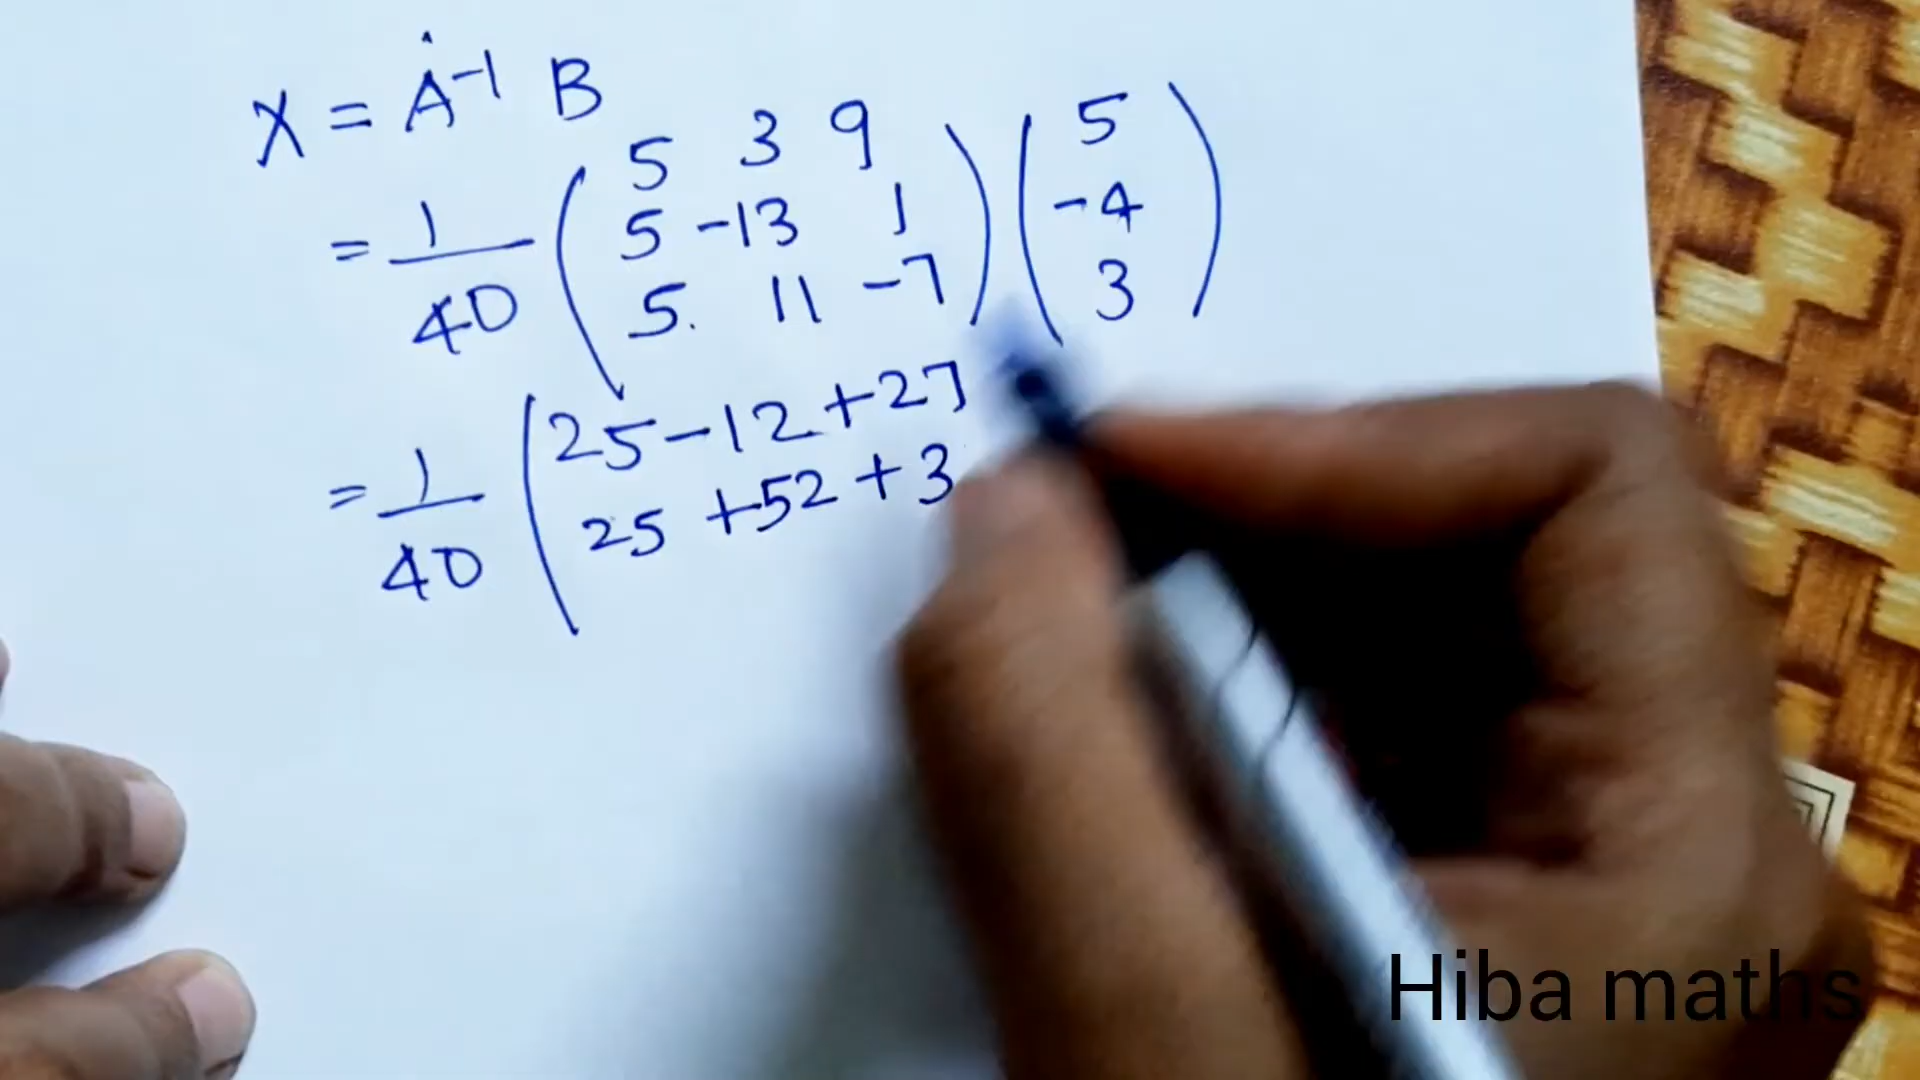 X = A⁻¹ B
= 1/40 ( 5 3 9 ) ( 5 )
( 5 -13 1 ) ( -4 )
( 5. 11 -7 ) ( 3 )
= 1/40 ( 25-12+27
25 +52 +3
Hiba maths